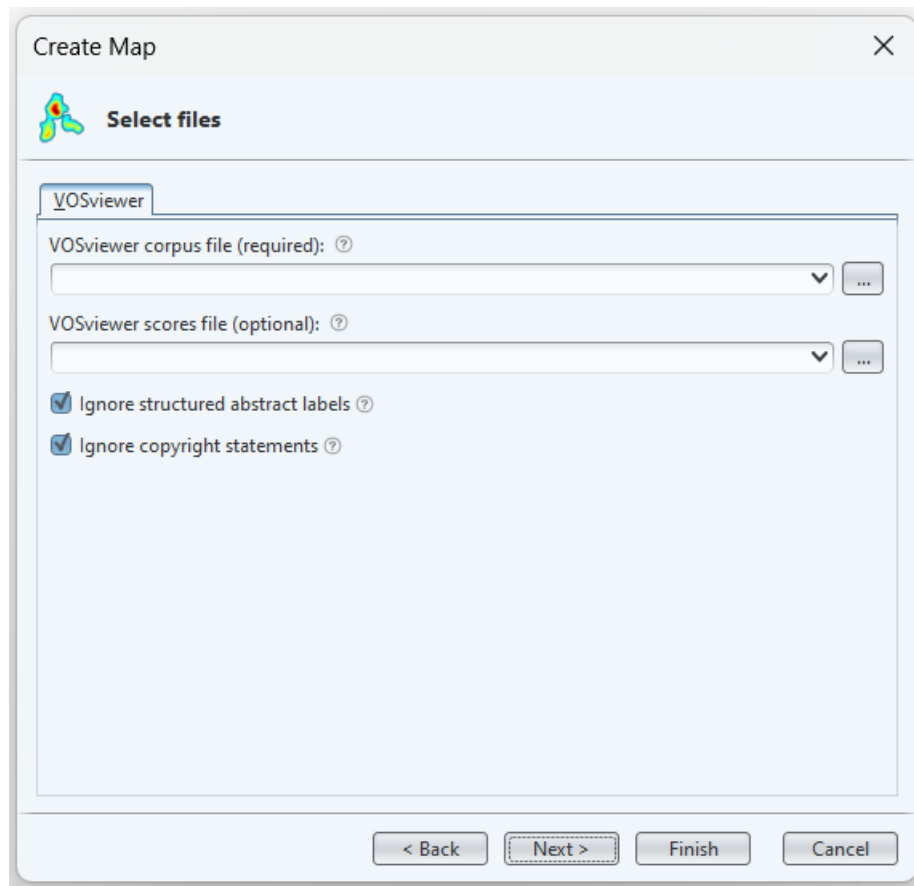 Create Map
Select files
VOSviewer
VOSviewer corpus file (required): ?
...
VOSviewer scores file (optional): ?
...
Ignore structured abstract labels ?
Ignore copyright statements ?
< Back Next > Finish Cancel